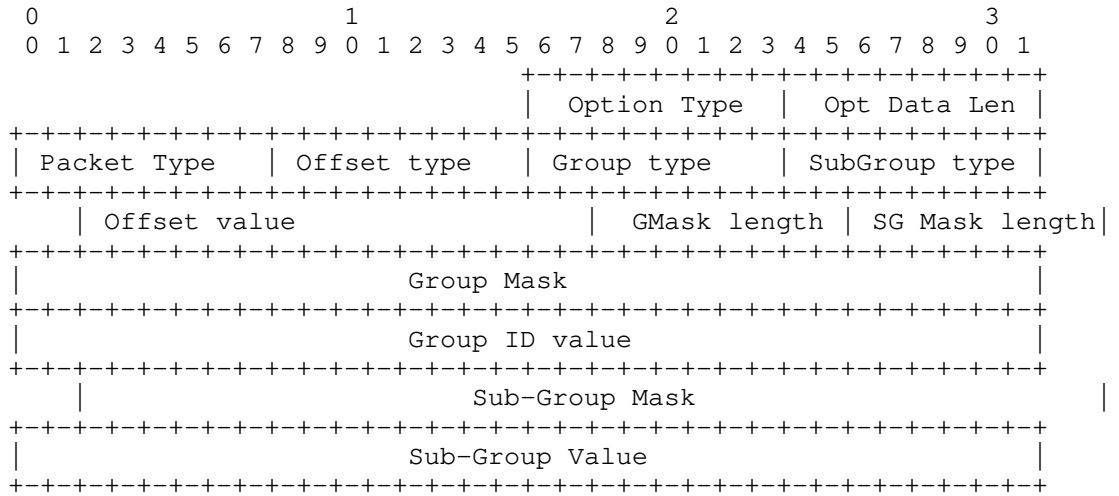 0                   1                   2                   3
 0 1 2 3 4 5 6 7 8 9 0 1 2 3 4 5 6 7 8 9 0 1 2 3 4 5 6 7 8 9 0 1
                                +-+-+-+-+-+-+-+-+-+-+-+-+-+-+-+-+
                                |  Option Type  |  Opt Data Len |
+-+-+-+-+-+-+-+-+-+-+-+-+-+-+-+-+-+-+-+-+-+-+-+-+-+-+-+-+-+-+-+-+
| Packet Type   | Offset type   | Group type    | SubGroup type |
+-+-+-+-+-+-+-+-+-+-+-+-+-+-+-+-+-+-+-+-+-+-+-+-+-+-+-+-+-+-+-+-+
    | Offset value                  |  GMask length | SG Mask length|
+-+-+-+-+-+-+-+-+-+-+-+-+-+-+-+-+-+-+-+-+-+-+-+-+-+-+-+-+-+-+-+-+
|                        Group Mask                             |
+-+-+-+-+-+-+-+-+-+-+-+-+-+-+-+-+-+-+-+-+-+-+-+-+-+-+-+-+-+-+-+-+
|                        Group ID value                         |
+-+-+-+-+-+-+-+-+-+-+-+-+-+-+-+-+-+-+-+-+-+-+-+-+-+-+-+-+-+-+-+-+
    |                        Sub-Group Mask                         |
+-+-+-+-+-+-+-+-+-+-+-+-+-+-+-+-+-+-+-+-+-+-+-+-+-+-+-+-+-+-+-+-+
|                        Sub-Group Value                        |
+-+-+-+-+-+-+-+-+-+-+-+-+-+-+-+-+-+-+-+-+-+-+-+-+-+-+-+-+-+-+-+-+